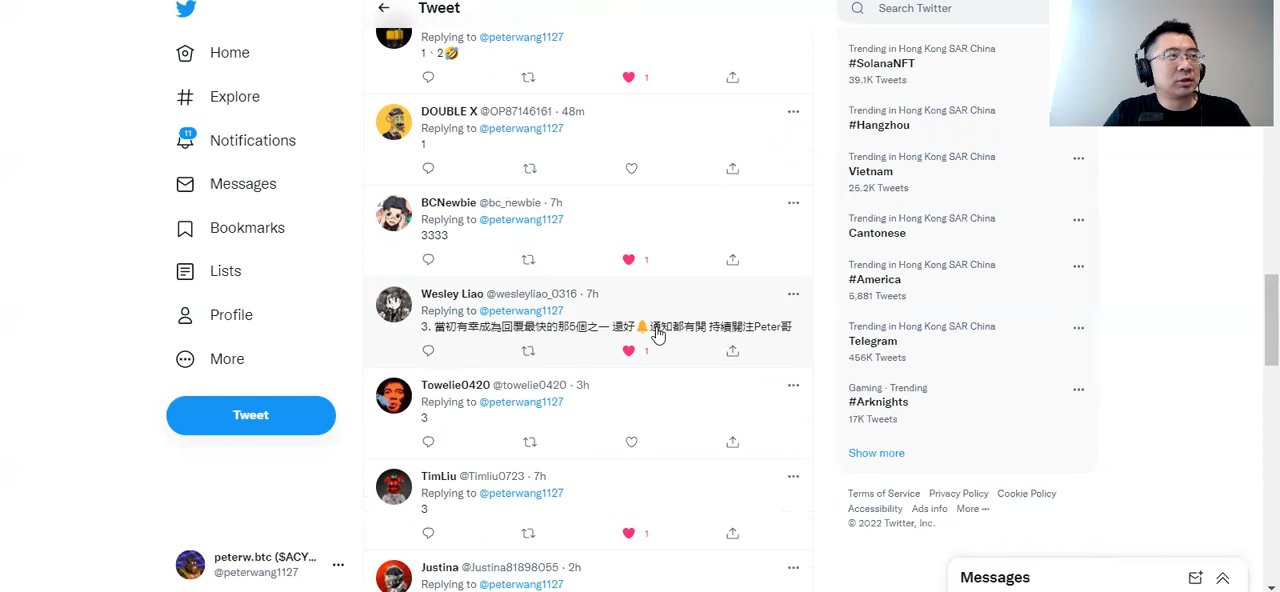 Home
Explore
11
Notifications
Messages
Bookmarks
Lists
Profile
More
Tweet
peterw.btc ($ACY...
@peterwang1127
Tweet
Replying to @peterwang1127
1、2🤣
1
DOUBLE X @OP87146161 · 48m
Replying to @peterwang1127
1
BCNewbie @bc_newbie · 7h
Replying to @peterwang1127
3333
1
Wesley Liao @wesleyliao_0316 · 7h
Replying to @peterwang1127
3. 當初有幸成為回覆最快的那5個之一 還好🔔通知都有開 持續關注Peter哥
1
Towelie0420 @towelie0420 · 3h
Replying to @peterwang1127
3
TimLiu @TImliu0723 · 7h
Replying to @peterwang1127
3
1
Justina @Justina81898055 · 2h
Replying to @peterwang1127
Search Twitter
Trending in Hong Kong SAR China
#SolanaNFT
39.1K Tweets
Trending in Hong Kong SAR China
#Hangzhou
Trending in Hong Kong SAR China
Vietnam
25.2K Tweets
Trending in Hong Kong SAR China
Cantonese
Trending in Hong Kong SAR China
#America
5,881 Tweets
Trending in Hong Kong SAR China
Telegram
456K Tweets
Gaming · Trending
#Arknights
17K Tweets
Show more
Terms of Service Privacy Policy Cookie Policy
Accessibility Ads info More ···
© 2022 Twitter, Inc.
Messages